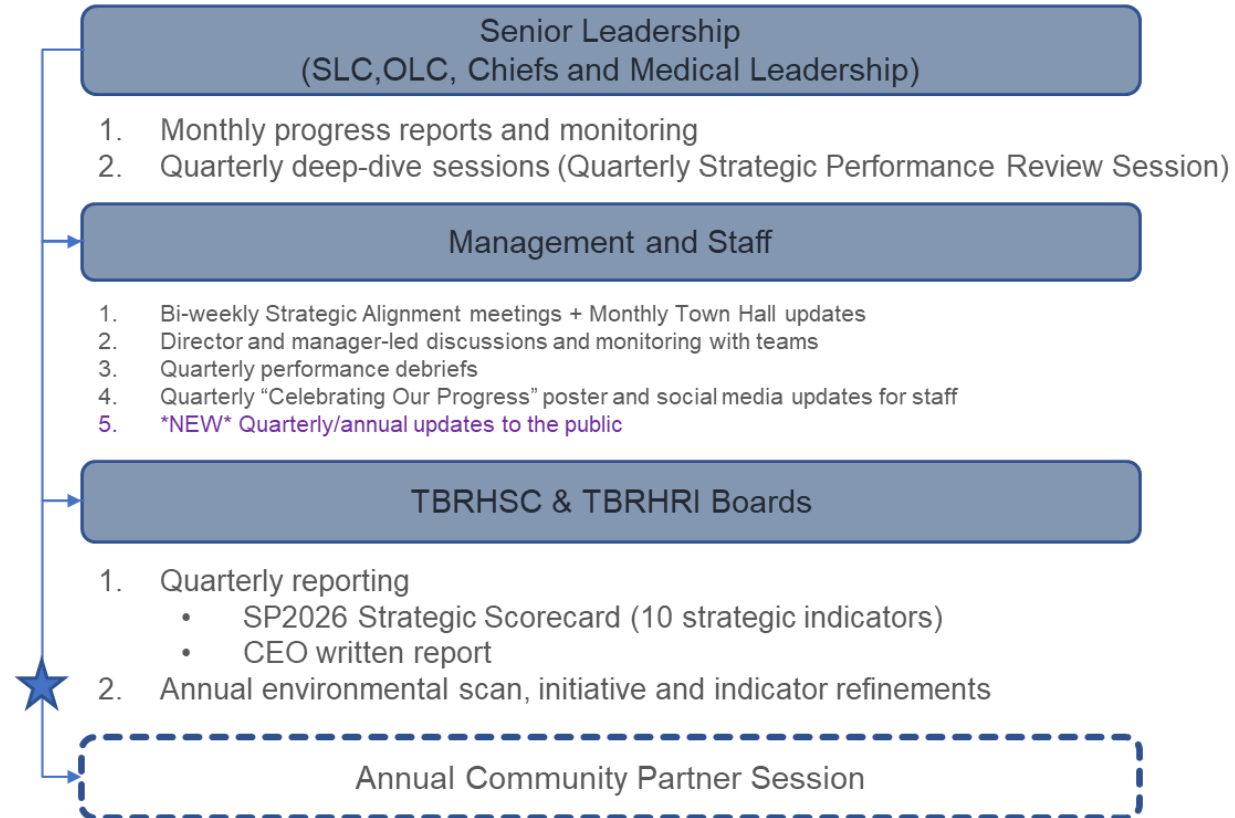 Senior Leadership
(SLC,OLC, Chiefs and Medical Leadership)
1. Monthly progress reports and monitoring
2. Quarterly deep-dive sessions (Quarterly Strategic Performance Review Session)
Management and Staff
1. Bi-weekly Strategic Alignment meetings + Monthly Town Hall updates
2. Director and manager-led discussions and monitoring with teams
3. Quarterly performance debriefs
4. Quarterly “Celebrating Our Progress” poster and social media updates for staff
5. *NEW* Quarterly/annual updates to the public
TBRHSC & TBRHRI Boards
1. Quarterly reporting
• SP2026 Strategic Scorecard (10 strategic indicators)
• CEO written report
2. Annual environmental scan, initiative and indicator refinements
Annual Community Partner Session